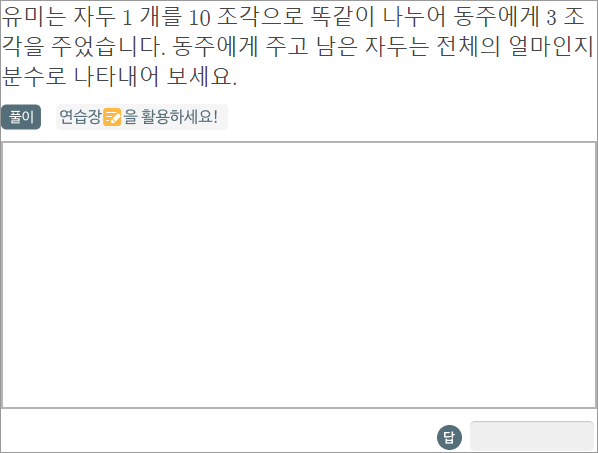 유미는 자두 1 개를 10 조각으로 똑같이 나누어 동주에게 3 조
각을 주었습니다. 동주에게 주고 남은 자두는 전체의 얼마인지
분수로 나타내어 보세요.
풀이 연습장 을 활용하세요!
답